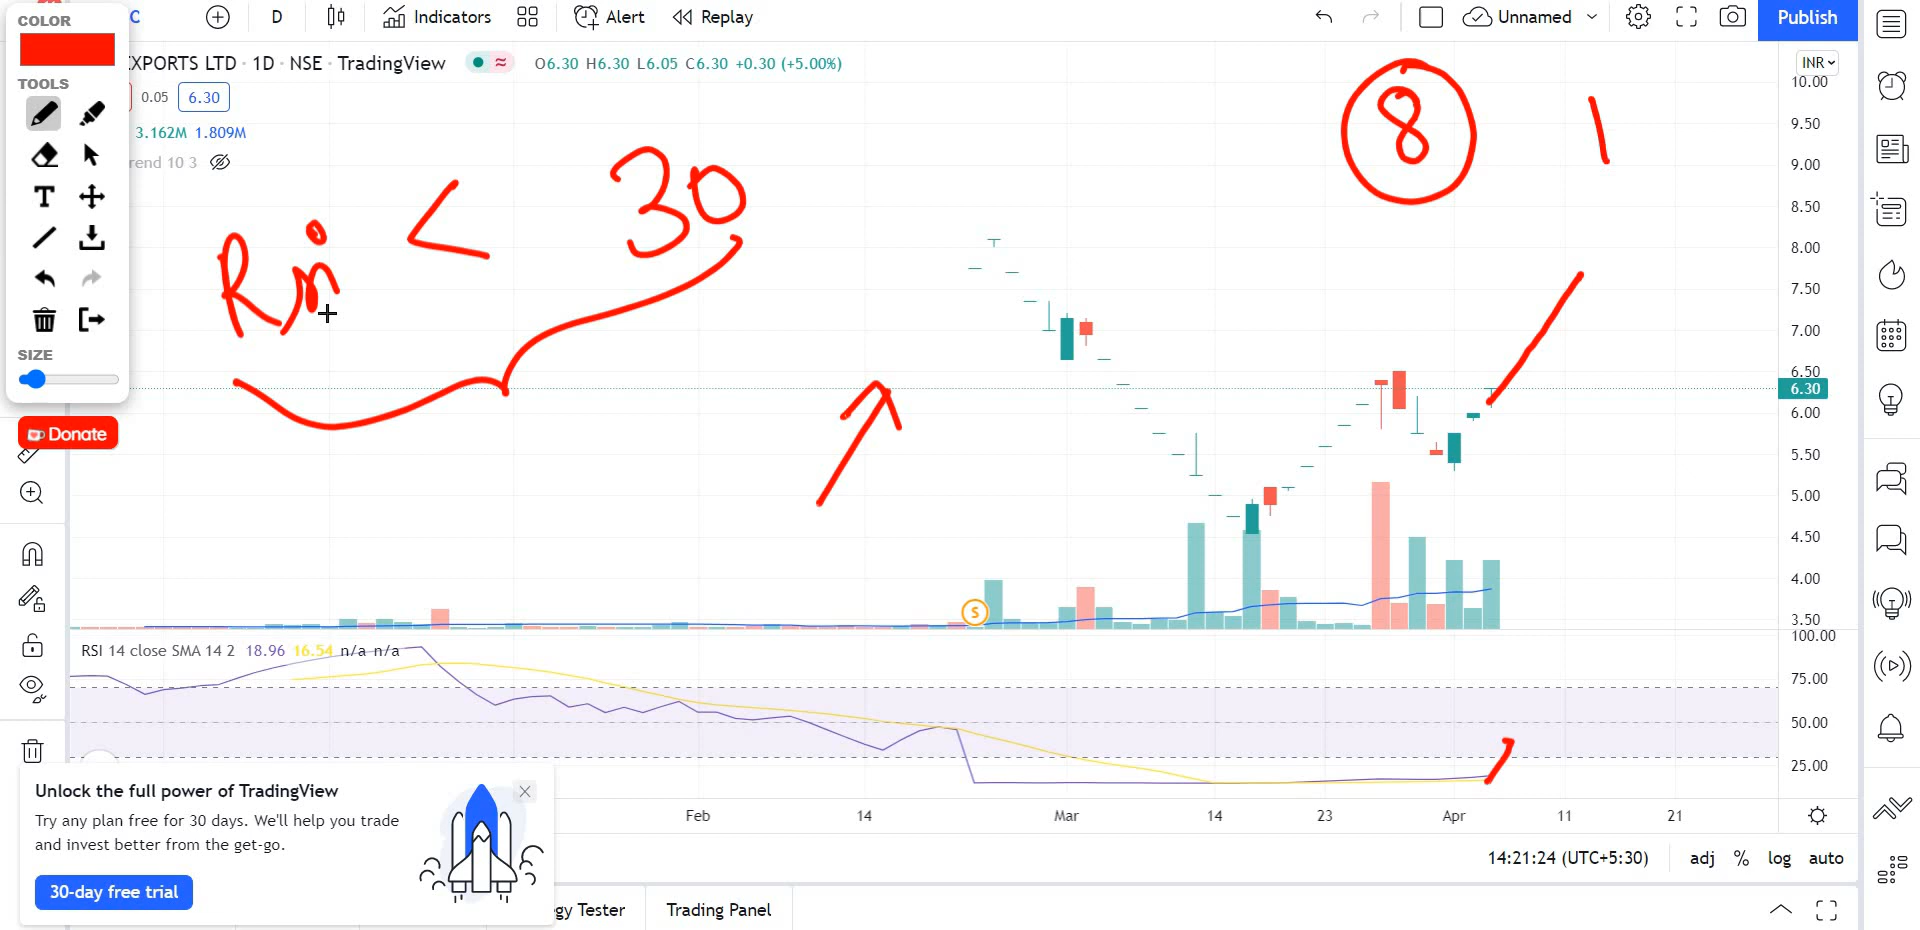 COLOR
C
D
Indicators
Alert
Replay
Unnamed
Publish
TOOLS
EXPORTS LTD · 1D · NSE · TradingView
O6.30 H6.30 L6.05 C6.30 +0.30 (+5.00%)
INR
0.05
6.30
3.162M 1.809M
rend 10 3
T
SIZE
Donate
< 30
8
1
10.00
9.50
9.00
8.50
8.00
7.50
7.00
6.50
6.30
6.00
5.50
5.00
4.50
4.00
3.50
S
RSI 14 close SMA 14 2 18.96 16.54 n/a n/a
100.00
75.00
50.00
25.00
Feb
14
Mar
14
23
Apr
11
21
Unlock the full power of TradingView
Try any plan free for 30 days. We'll help you trade
and invest better from the get-go.
30-day free trial
14:21:24 (UTC+5:30)
adj % log auto
gy Tester
Trading Panel